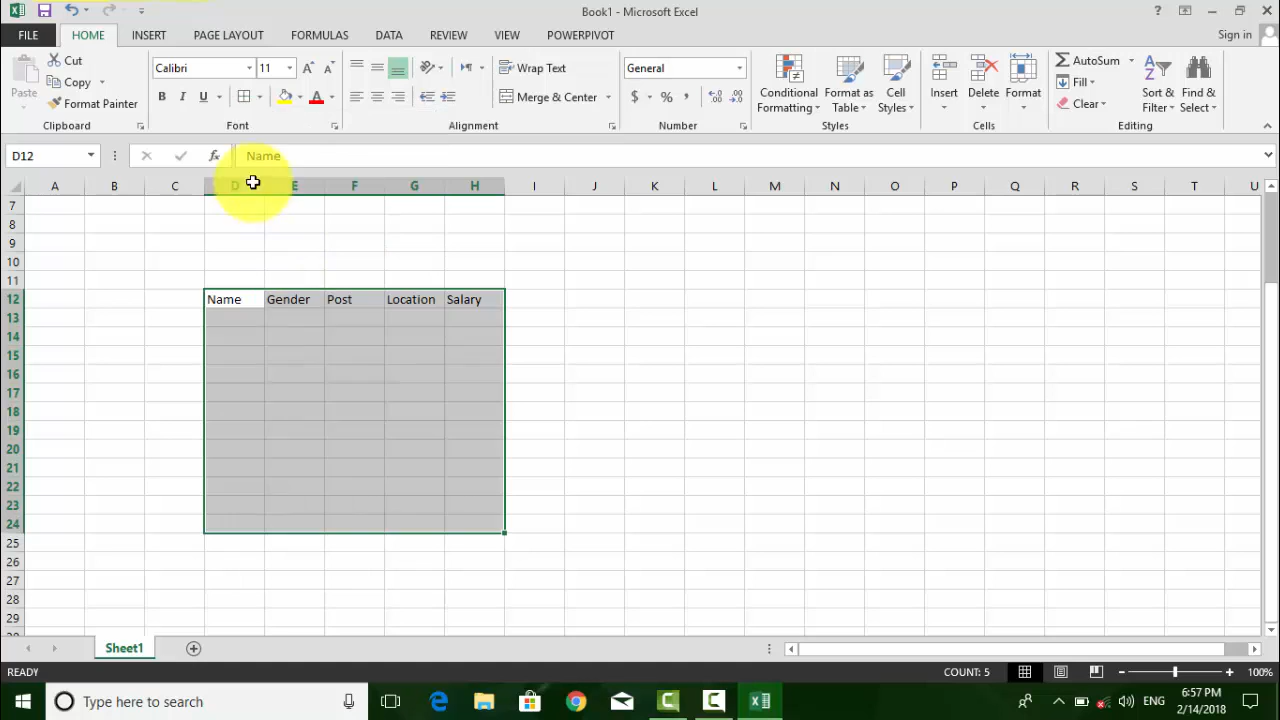 Book1 - Microsoft Excel
?
FILE HOME INSERT PAGE LAYOUT FORMULAS DATA REVIEW VIEW POWERPIVOT Sign in
Cut
Copy
Format Painter
Paste
Clipboard
Calibri 11 A A
B I U A
Font
Wrap Text
Merge & Center
Alignment
General
$ % , .0 .00 .00 .0
Number
Conditional Formatting
Format as Table
Cell Styles
Styles
Insert Delete Format
Cells
AutoSum
Fill
Clear
Sort & Filter
Find & Select
Editing
D12 fx Name
A B C D E F G H I J K L M N O P Q R S T U
7
8
9
10
11
12 Name Gender Post Location Salary
13
14
15
16
17
18
19
20
21
22
23
24
25
26
27
28
29
Sheet1
READY COUNT: 5 100%
Type here to search ENG 6:57 PM
2/14/2018